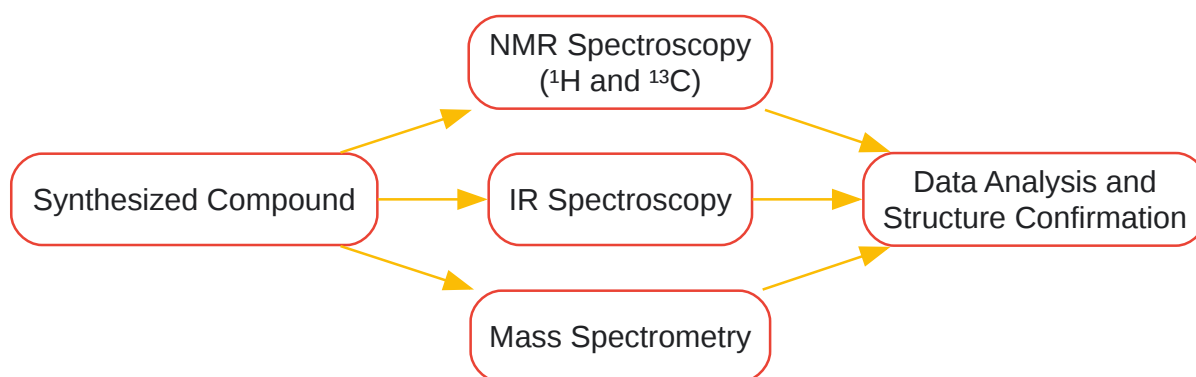 NMR Spectroscopy
(¹H and ¹³C)
Synthesized Compound
IR Spectroscopy
Data Analysis and
Structure Confirmation
Mass Spectrometry